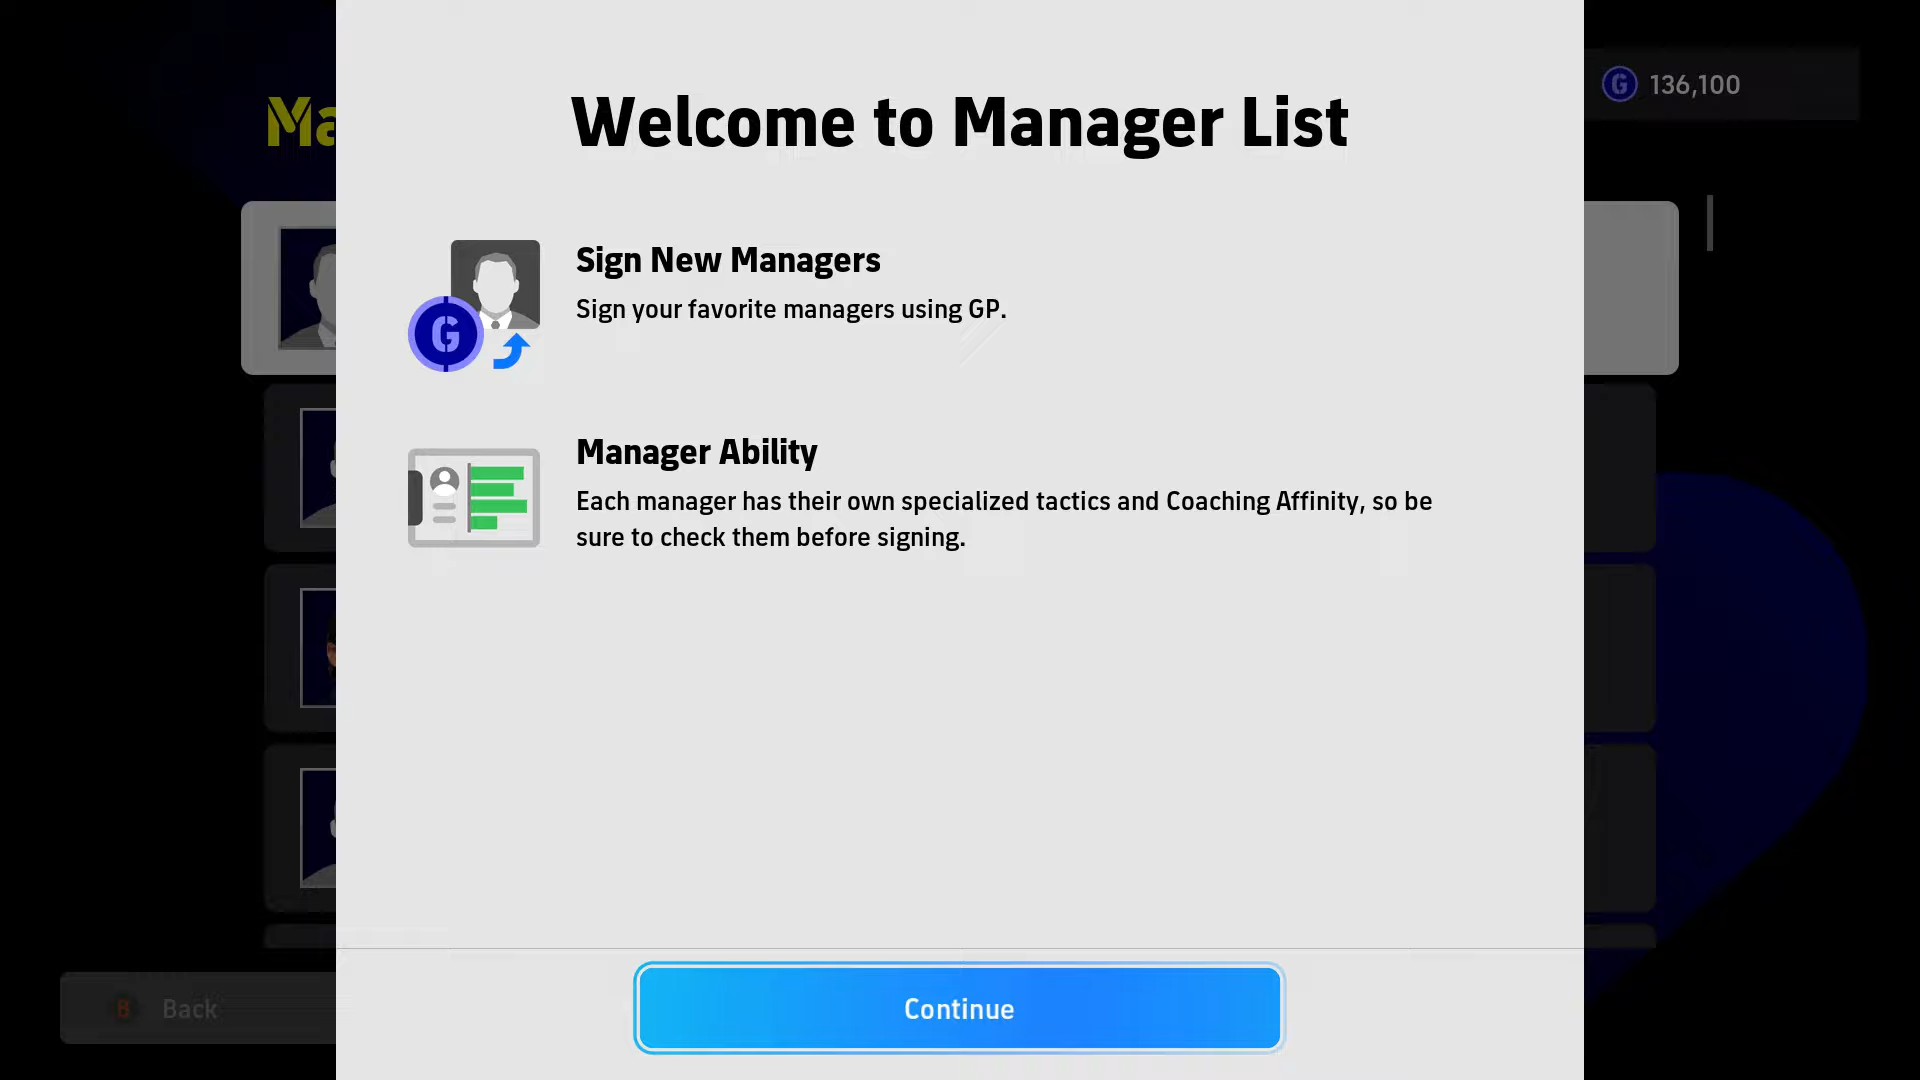 Ma
G 136,100
Welcome to Manager List
Sign New Managers
Sign your favorite managers using GP.
G
Manager Ability
Each manager has their own specialized tactics and Coaching Affinity, so be
sure to check them before signing.
B Back
Continue